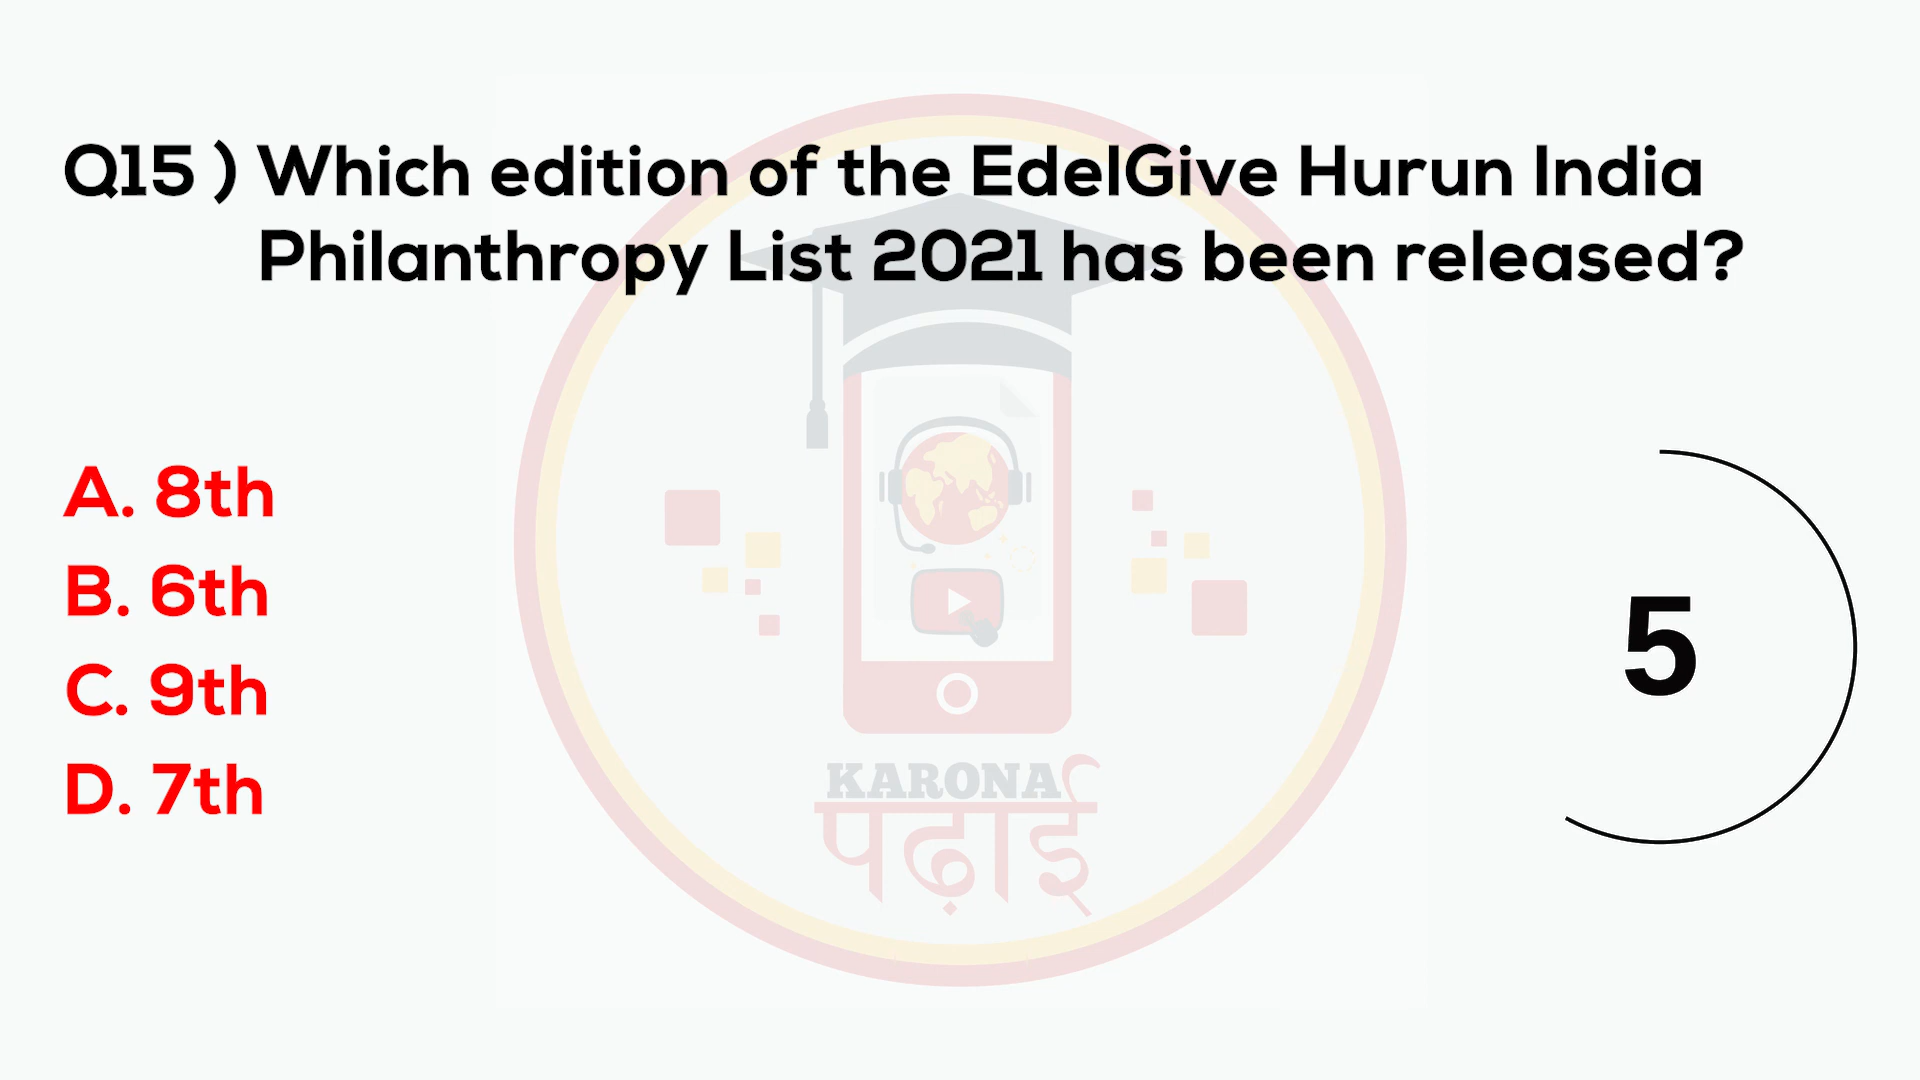 Q15 ) Which edition of the EdelGive Hurun India
Philanthropy List 2021 has been released?
A. 8th
B. 6th
C. 9th
D. 7th
5
KARONA
पढ़ाई